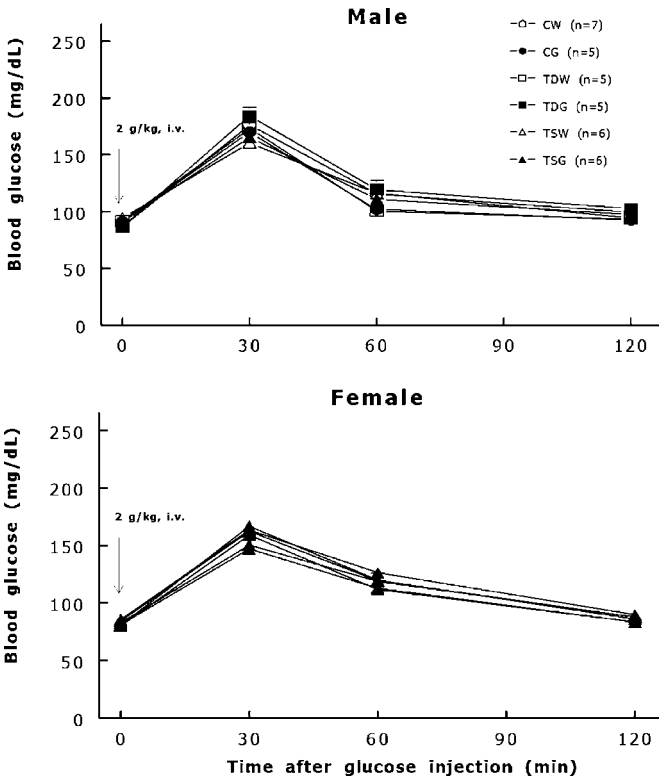 Male
Blood glucose (mg/dL)
250
200
150
100
50
0
2 g/kg, i.v.
CW (n=7)
CG (n=5)
TDW (n=5)
TDG (n=5)
TSW (n=6)
TSG (n=6)
0 30 60 90 120
Female
Blood glucose (mg/dL)
250
200
150
100
50
0
2 g/kg, i.v.
0 30 60 90 120
Time after glucose injection (min)